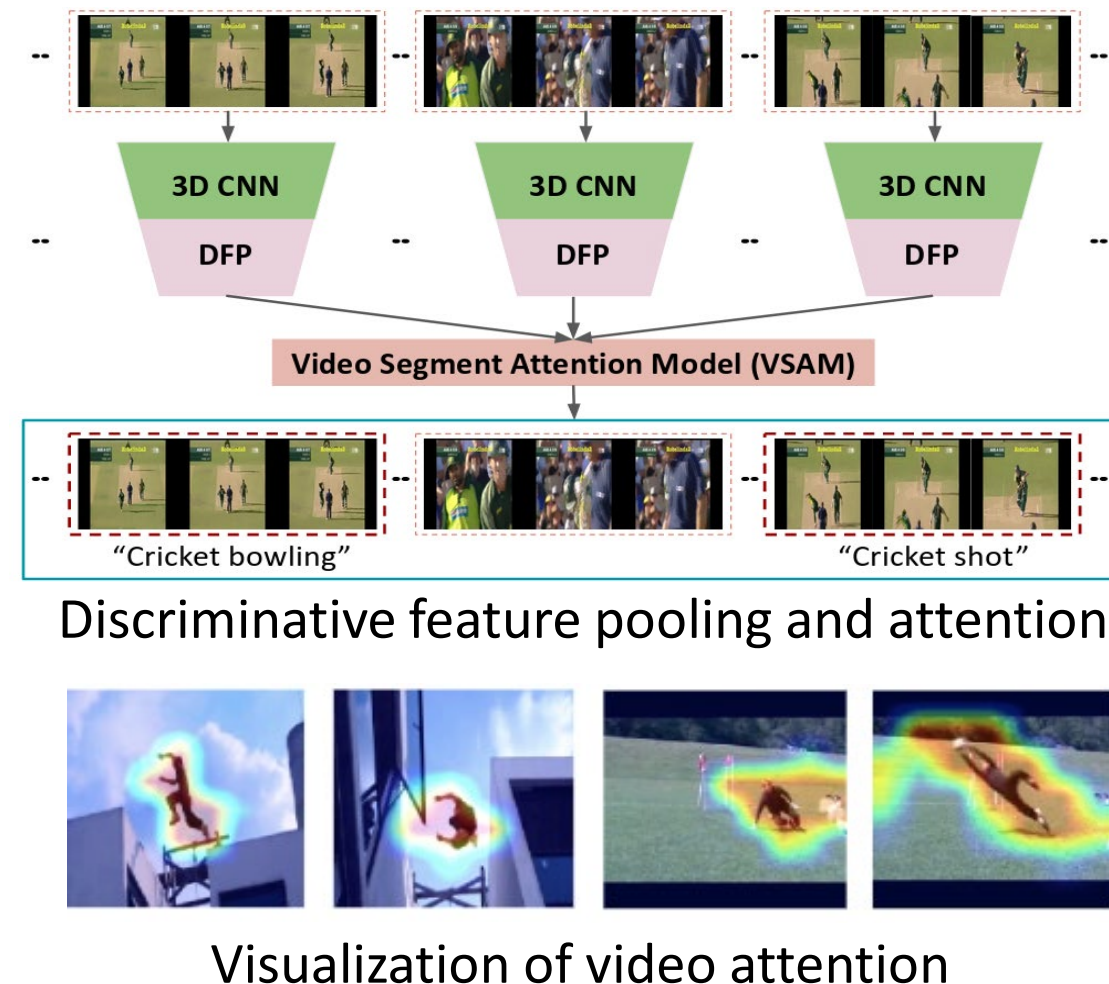 -- -- -- --
3D CNN 3D CNN 3D CNN
-- DFP -- DFP -- DFP --
Video Segment Attention Model (VSAM)
-- -- -- --
“Cricket bowling” “Cricket shot”
Discriminative feature pooling and attention
Visualization of video attention